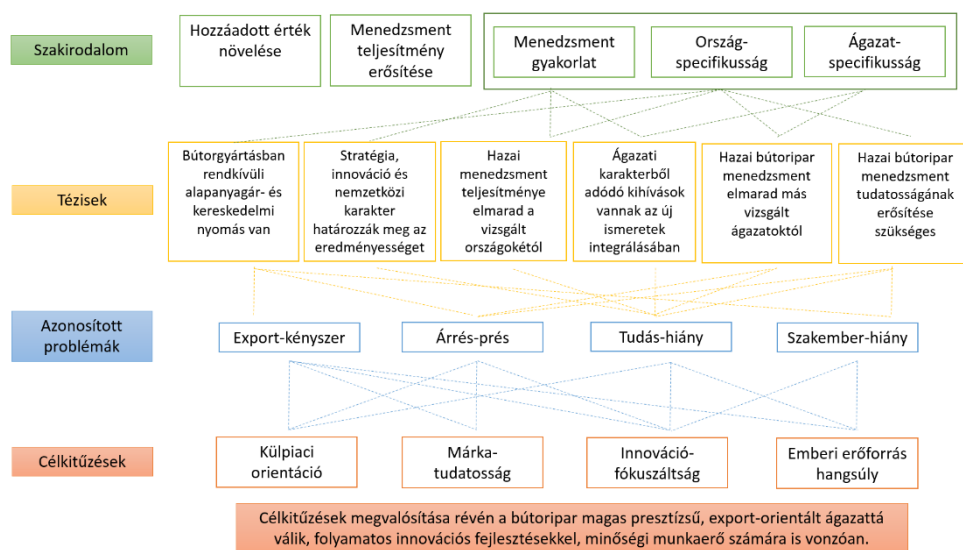 Szakirodalom
Hozzáadott érték
növelése
Menedzsment
teljesítmény
erősítése
Menedzsment
gyakorlat
Ország-
specifikusság
Ágazat-
specifikusság
Tézisek
Bútorgyártásban
rendkívüli
alapanyagár- és
kereskedelmi
nyomás van
Stratégia,
innováció és
nemzetközi
karakter
határozzák meg az
eredményességet
Hazai
menedzsment
teljesítménye
elmarad a
vizsgált
országokétól
Ágazati
karakterből
adódó kihívások
vannak az új
ismeretek
integrálásában
Hazai bútoripar
menedzsment
elmarad más
vizsgált
ágazatoktól
Hazai bútoripar
menedzsment
tudatosságának
erősítése
szükséges
Azonosított
problémák
Export-kényszer
Árrés-prés
Tudás-hiány
Szakember-hiány
Célkitűzések
Külpiaci
orientáció
Márka-
tudatosság
Innováció-
fókuszáltság
Emberi erőforrás
hangsúly
Célkitűzések megvalósítása révén a bútoripar magas presztízsű, export-orientált ágazattá
válik, folyamatos innovációs fejlesztésekkel, minőségi munkaerő számára is vonzóan.